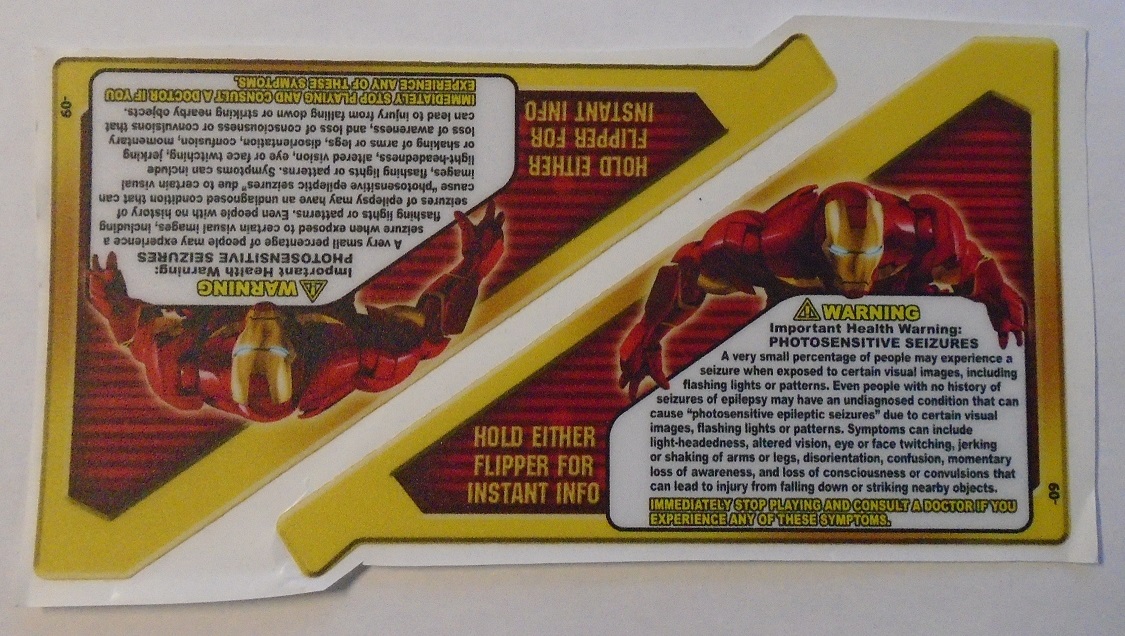 WARNING
Important Health Warning:
PHOTOSENSITIVE SEIZURES
A very small percentage of people may experience a
seizure when exposed to certain visual images, including
flashing lights or patterns. Even people with no history of
seizures of epilepsy may have an undiagnosed condition that can
cause "photosensitive epileptic seizures" due to certain visual
images, flashing lights or patterns. Symptoms can include
light-headedness, altered vision, eye or face twitching, jerking
or shaking of arms or legs, disorientation, confusion, momentary
loss of awareness, and loss of consciousness or convulsions that
can lead to injury from falling down or striking nearby objects.
IMMEDIATELY STOP PLAYING AND CONSULT A DOCTOR IF YOU
EXPERIENCE ANY OF THESE SYMPTOMS.
HOLD EITHER
FLIPPER FOR
INSTANT INFO
-09
WARNING
Important Health Warning:
PHOTOSENSITIVE SEIZURES
A very small percentage of people may experience a
seizure when exposed to certain visual images, including
flashing lights or patterns. Even people with no history of
seizures of epilepsy may have an undiagnosed condition that can
cause "photosensitive epileptic seizures" due to certain visual
images, flashing lights or patterns. Symptoms can include
light-headedness, altered vision, eye or face twitching, jerking
or shaking of arms or legs, disorientation, confusion, momentary
loss of awareness, and loss of consciousness or convulsions that
can lead to injury from falling down or striking nearby objects.
IMMEDIATELY STOP PLAYING AND CONSULT A DOCTOR IF YOU
EXPERIENCE ANY OF THESE SYMPTOMS.
HOLD EITHER
FLIPPER FOR
INSTANT INFO
-09